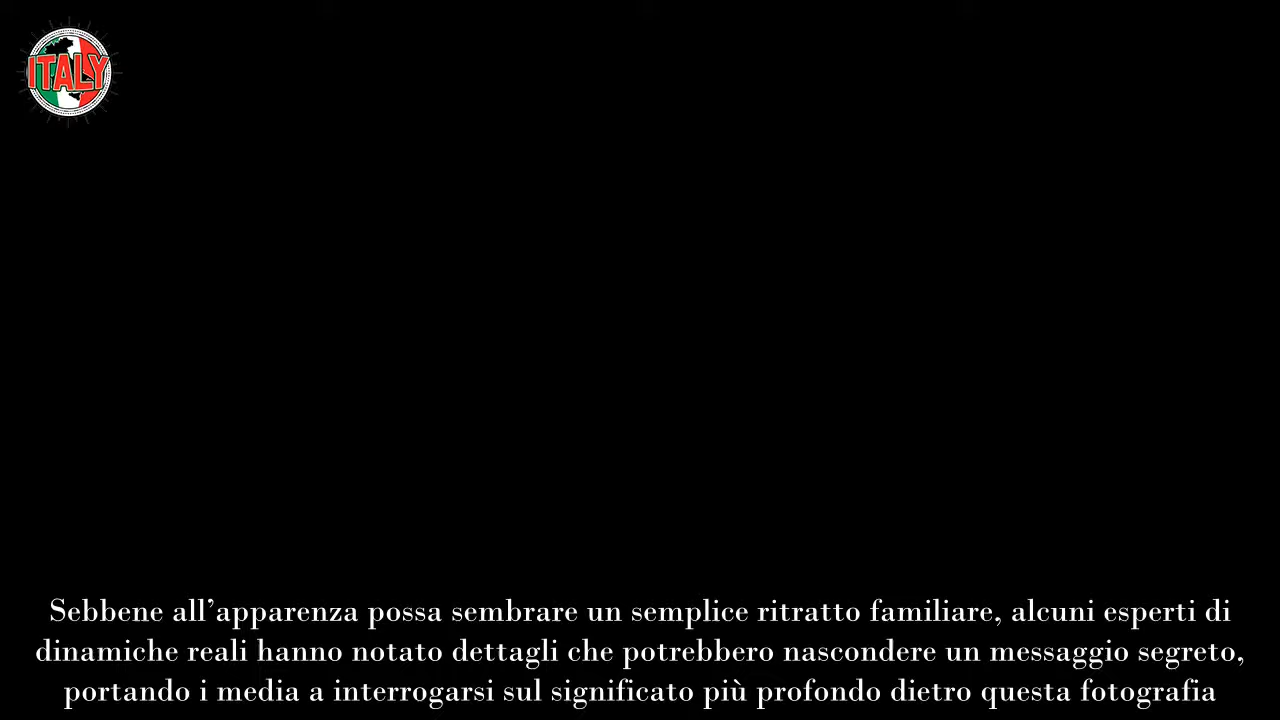 ITALY
Sebbene all’apparenza possa sembrare un semplice ritratto familiare, alcuni esperti di
dinamiche reali hanno notato dettagli che potrebbero nascondere un messaggio segreto,
portando i media a interrogarsi sul significato più profondo dietro questa fotografia